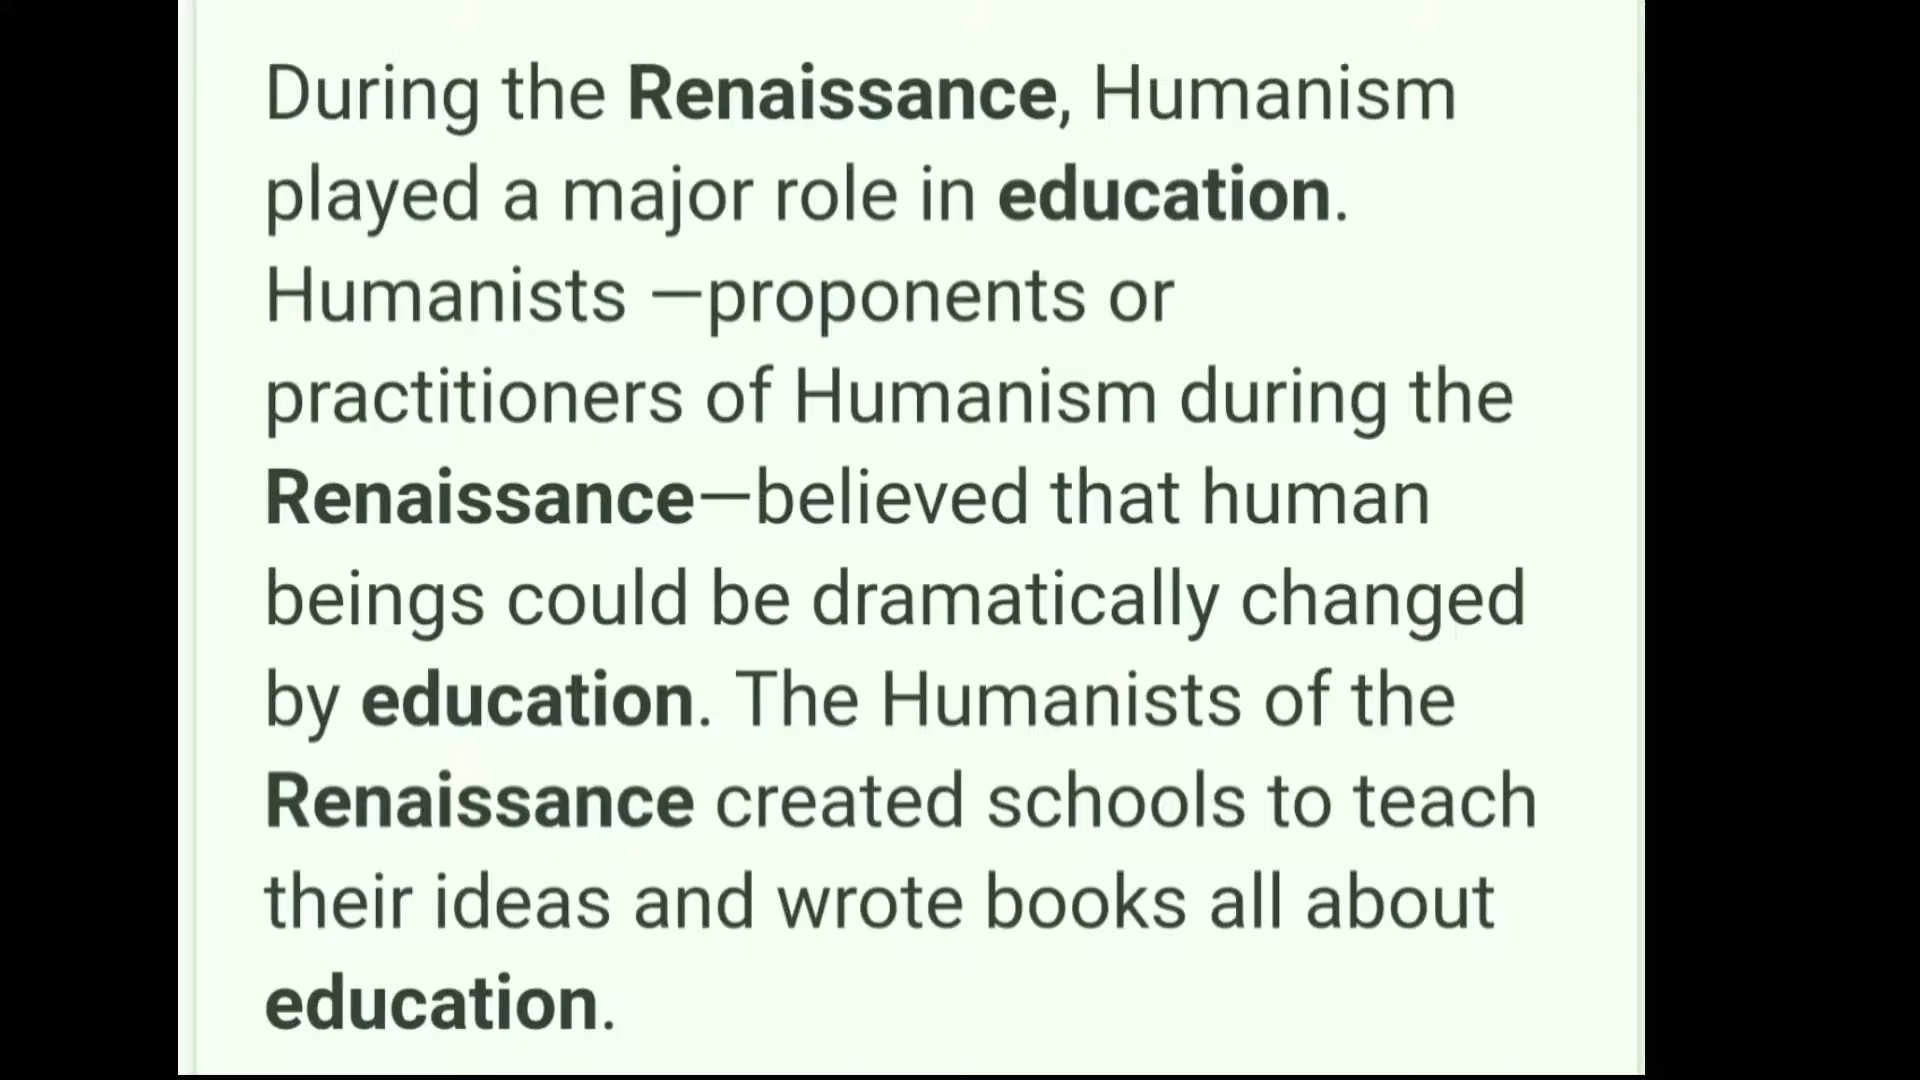 During the Renaissance, Humanism
played a major role in education.
Humanists —proponents or
practitioners of Humanism during the
Renaissance—believed that human
beings could be dramatically changed
by education. The Humanists of the
Renaissance created schools to teach
their ideas and wrote books all about
education.